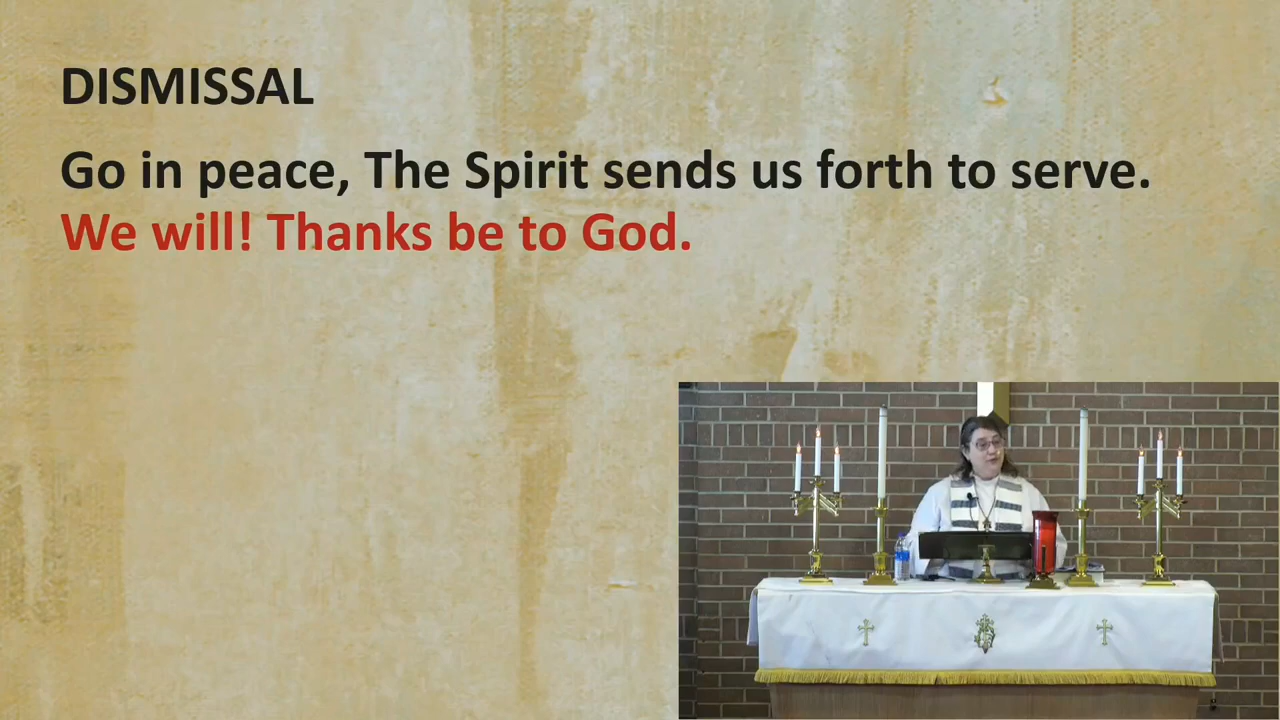 DISMISSAL
Go in peace, The Spirit sends us forth to serve.
We will! Thanks be to God.